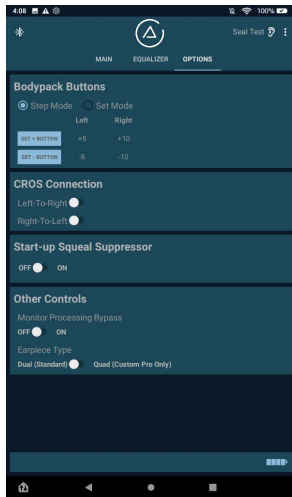 4:08 100%
Seal Test
MAIN EQUALIZER OPTIONS
Bodypack Buttons
Step Mode Set Mode
Left Right
SET + BUTTON +8 +10
SET - BUTTON -8 -10
CROS Connection
Left-To-Right
Right-To-Left
Start-up Squeal Suppressor
OFF ON
Other Controls
Monitor Processing Bypass
OFF ON
Earpiece Type
Dual (Standard) Quad (Custom Pro Only)